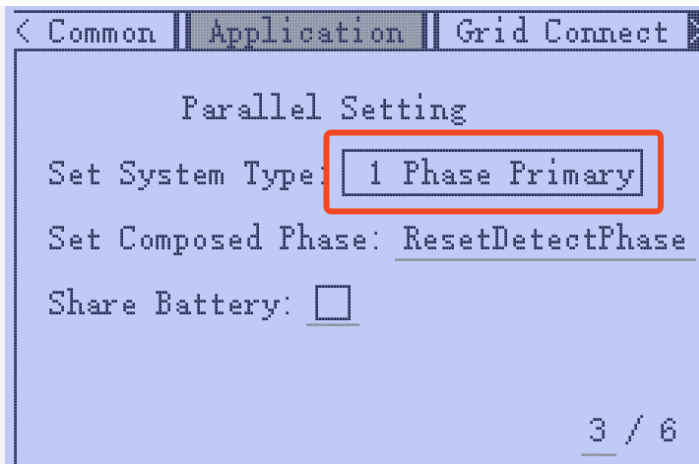 < Common Application Grid Connect
Parallel Setting
Set System Type: 1 Phase Primary
Set Composed Phase: ResetDetectPhase
Share Battery:
3 / 6